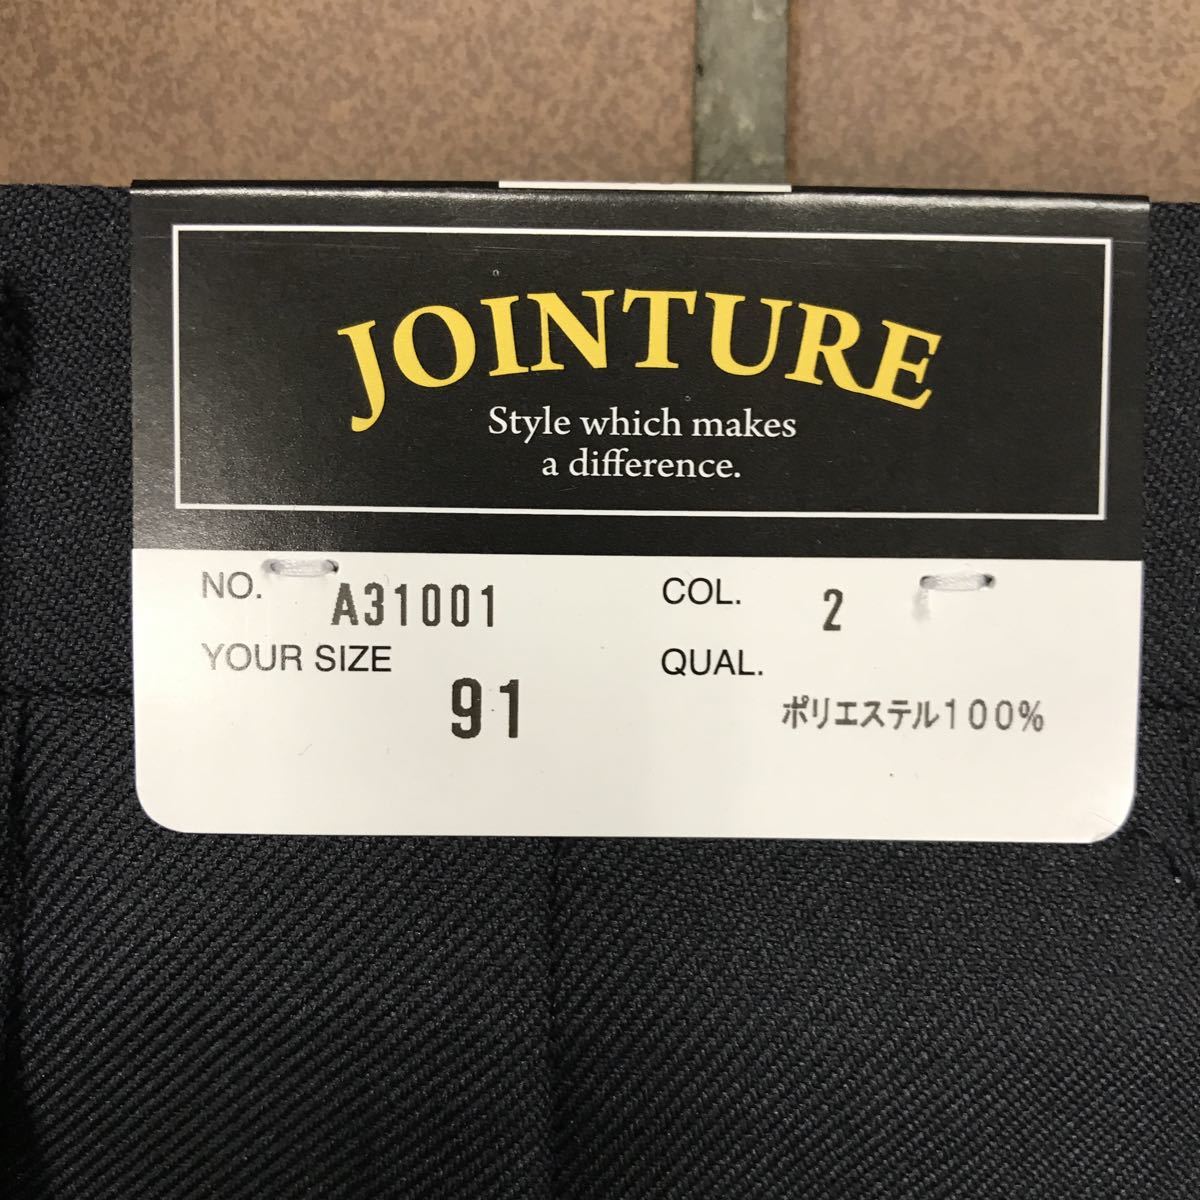 JOINTURE
Style which makes
a difference.
NO. A31001 COL. 2
YOUR SIZE 91 QUAL.
ポリエステル100%